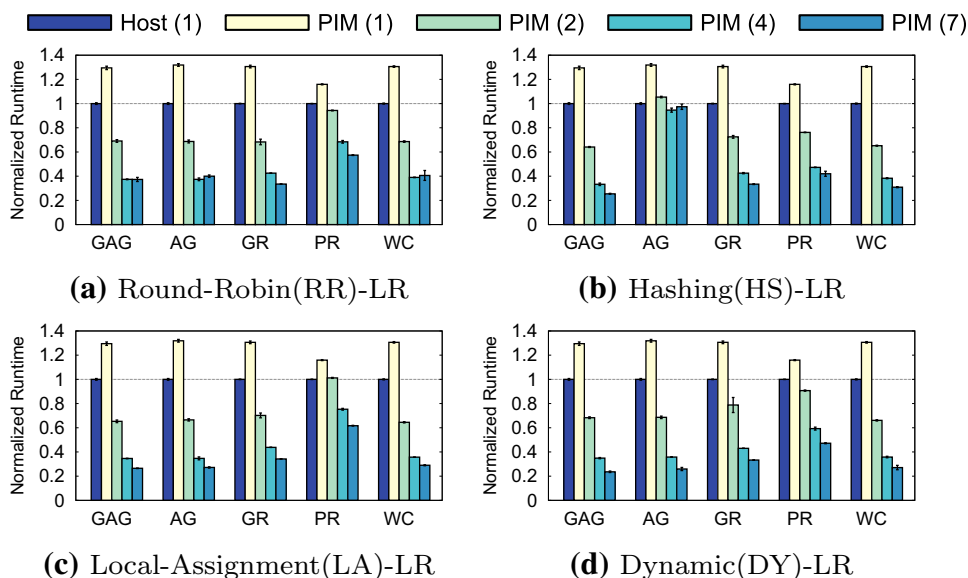 Host (1) PIM (1) PIM (2) PIM (4) PIM (7)
Normalized Runtime
1.4
1.2
1
0.8
0.6
0.4
0.2
0
GAG AG GR PR WC
(a) Round-Robin(RR)-LR
Normalized Runtime
1.4
1.2
1
0.8
0.6
0.4
0.2
0
GAG AG GR PR WC
(b) Hashing(HS)-LR
Normalized Runtime
1.4
1.2
1
0.8
0.6
0.4
0.2
0
GAG AG GR PR WC
(c) Local-Assignment(LA)-LR
Normalized Runtime
1.4
1.2
1
0.8
0.6
0.4
0.2
0
GAG AG GR PR WC
(d) Dynamic(DY)-LR